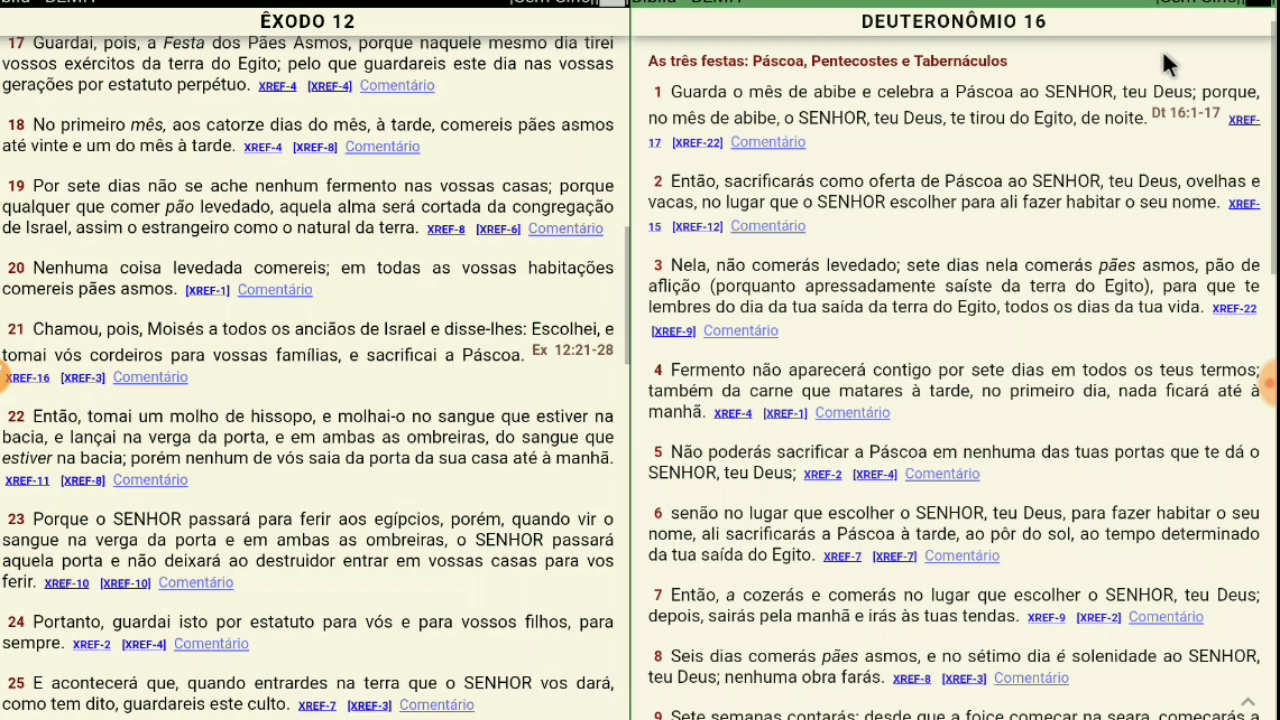 ÊXODO 12
17 Guardai, pois, a Festa dos Pães Asmos, porque naquele mesmo dia tirei
vossos exércitos da terra do Egito; pelo que guardareis este dia nas vossas
gerações por estatuto perpétuo. XREF-4 [XREF-4] Comentário
18 No primeiro mês, aos catorze dias do mês, à tarde, comereis pães asmos
até vinte e um do mês à tarde. XREF-4 [XREF-8] Comentário
19 Por sete dias não se ache nenhum fermento nas vossas casas; porque
qualquer que comer pão levedado, aquela alma será cortada da congregação
de Israel, assim o estrangeiro como o natural da terra. XREF-8 [XREF-6] Comentário
20 Nenhuma coisa levedada comereis; em todas as vossas habitações
comereis pães asmos. [XREF-1] Comentário
21 Chamou, pois, Moisés a todos os anciãos de Israel e disse-lhes: Escolhei, e
tomai vós cordeiros para vossas famílias, e sacrificai a Páscoa. Ex 12:21-28
XREF-16 [XREF-3] Comentário
22 Então, tomai um molho de hissopo, e molhai-o no sangue que estiver na
bacia, e lançai na verga da porta, e em ambas as ombreiras, do sangue que
estiver na bacia; porém nenhum de vós saia da porta da sua casa até à manhã.
XREF-11 [XREF-8] Comentário
23 Porque o SENHOR passará para ferir aos egípcios, porém, quando vir o
sangue na verga da porta e em ambas as ombreiras, o SENHOR passará
aquela porta e não deixará ao destruidor entrar em vossas casas para vos
ferir. XREF-10 [XREF-10] Comentário
24 Portanto, guardai isto por estatuto para vós e para vossos filhos, para
sempre. XREF-2 [XREF-4] Comentário
25 E acontecerá que, quando entrardes na terra que o SENHOR vos dará,
como tem dito, guardareis este culto. XREF-7 [XREF-3] Comentário
DEUTERONÔMIO 16
As três festas: Páscoa, Pentecostes e Tabernáculos
1 Guarda o mês de abibe e celebra a Páscoa ao SENHOR, teu Deus; porque,
no mês de abibe, o SENHOR, teu Deus, te tirou do Egito, de noite. Dt 16:1-17 XREF-
17 [XREF-22] Comentário
2 Então, sacrificarás como oferta de Páscoa ao SENHOR, teu Deus, ovelhas e
vacas, no lugar que o SENHOR escolher para ali fazer habitar o seu nome. XREF-
15 [XREF-12] Comentário
3 Nela, não comerás levedado; sete dias nela comerás pães asmos, pão de
aflição (porquanto apressadamente saíste da terra do Egito), para que te
lembres do dia da tua saída da terra do Egito, todos os dias da tua vida. XREF-22
[XREF-9] Comentário
4 Fermento não aparecerá contigo por sete dias em todos os teus termos;
também da carne que matares à tarde, no primeiro dia, nada ficará até à
manhã. XREF-4 [XREF-1] Comentário
5 Não poderás sacrificar a Páscoa em nenhuma das tuas portas que te dá o
SENHOR, teu Deus; XREF-2 [XREF-4] Comentário
6 senão no lugar que escolher o SENHOR, teu Deus, para fazer habitar o seu
nome, ali sacrificarás a Páscoa à tarde, ao pôr do sol, ao tempo determinado
da tua saída do Egito. XREF-7 [XREF-7] Comentário
7 Então, a cozerás e comerás no lugar que escolher o SENHOR, teu Deus;
depois, sairás pela manhã e irás às tuas tendas. XREF-9 [XREF-2] Comentário
8 Seis dias comerás pães asmos, e no sétimo dia é solenidade ao SENHOR,
teu Deus; nenhuma obra farás. XREF-8 [XREF-3] Comentário
9 Sete semanas contarás; desde que a foice começar na seara, começarás a